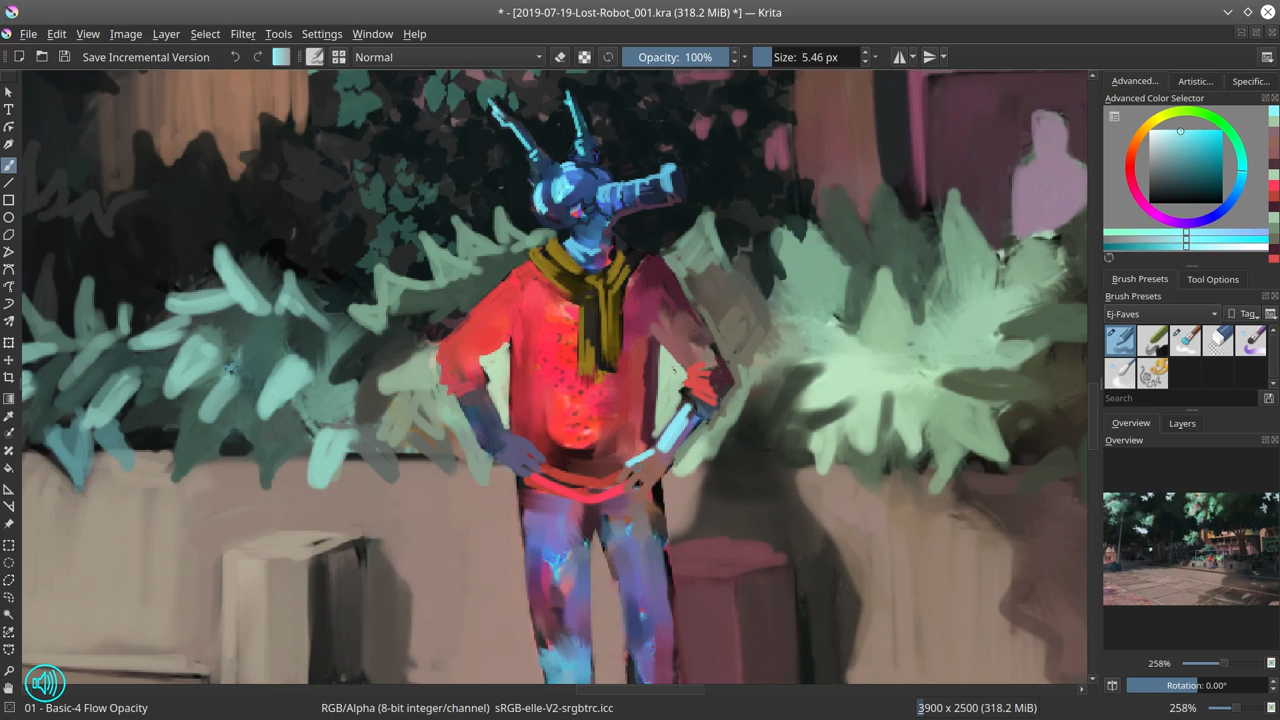 * - [2019-07-19-Lost-Robot_001.kra (318.2 MiB) *] — Krita
File Edit View Image Layer Select Filter Tools Settings Window Help
Save Incremental Version Normal Opacity: 100% Size: 5.46 px
Advanced... Artistic... Specific...
Advanced Color Selector
Brush Presets Tool Options
Brush Presets
Ej-Faves Tag
Search
Overview Layers
Overview
258%
Rotation: 0.00°
01 - Basic-4 Flow Opacity RGB/Alpha (8-bit integer/channel) sRGB-elle-V2-srgbtrc.icc 3900 x 2500 (318.2 MiB) 258%